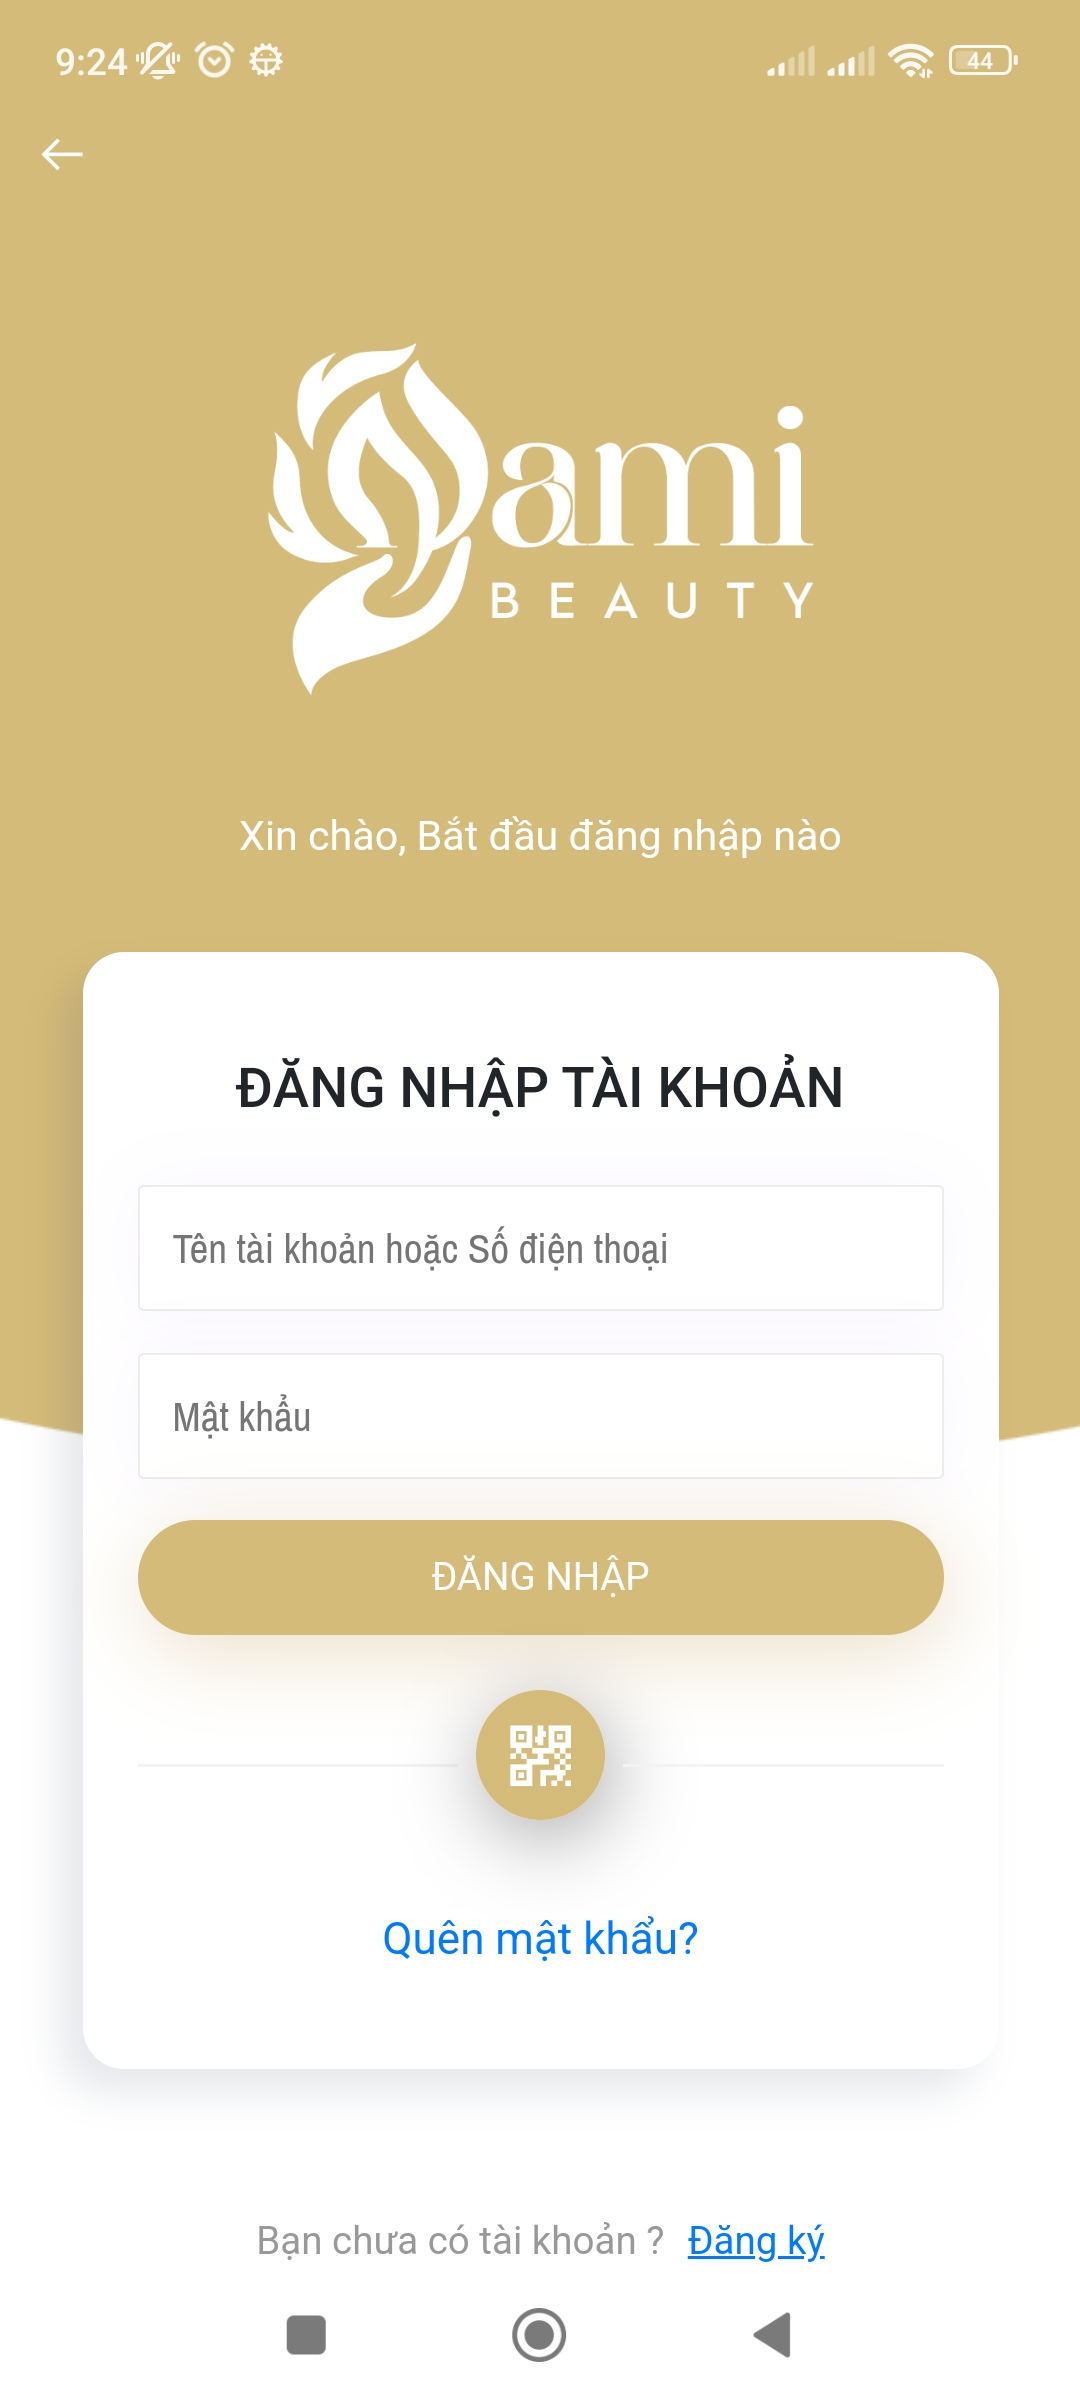 9:24
44
Dami
BEAUTY
Xin chào, Bắt đầu đăng nhập nào
ĐĂNG NHẬP TÀI KHOẢN
Tên tài khoản hoặc Số điện thoại
Mật khẩu
ĐĂNG NHẬP
Quên mật khẩu?
Bạn chưa có tài khoản ? Đăng ký